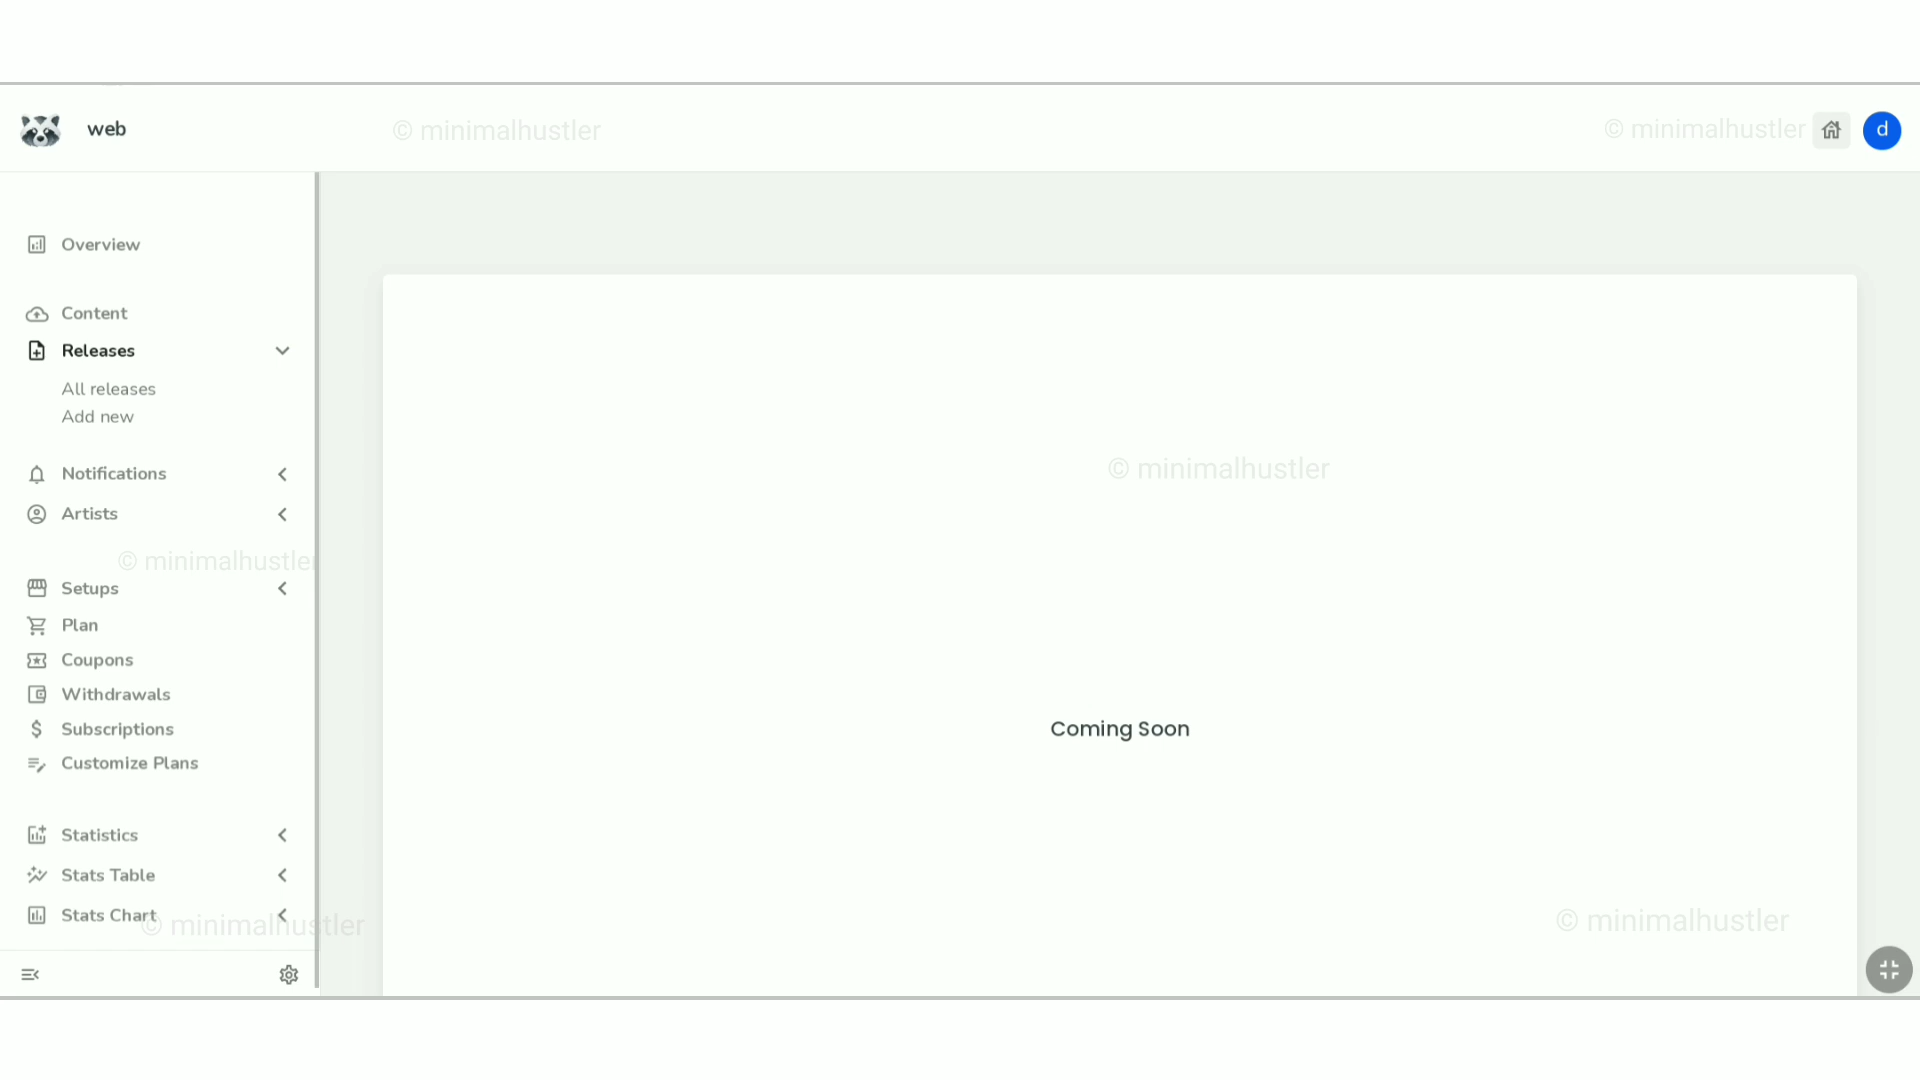 web
© minimalhustler
© minimalhustler
d
Overview
Content
Releases
All releases
Add new
Notifications
Artists
© minimalhustler
© minimalhustler
Setups
Plan
Coupons
Withdrawals
Subscriptions
Customize Plans
Coming Soon
Statistics
Stats Table
Stats Chart
© minimalhustler
© minimalhustler